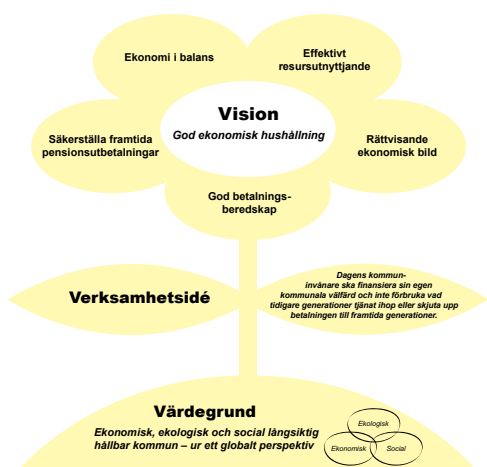 Ekonomi i balans
Effektivt
resursutnyttjande
Vision
God ekonomisk hushållning
Säkerställa framtida
pensionsutbetalningar
Rättvisande
ekonomisk bild
God betalnings-
beredskap
Verksamhetsidé
Dagens kommun-
invånare ska finansiera sin egen
kommunala välfärd och inte förbruka vad
tidigare generationer tjänat ihop eller skjuta upp
betalningen till framtida generationer.
Värdegrund
Ekonomisk, ekologisk och social långsiktig
hållbar kommun – ur ett globalt perspektiv
Ekologisk
Ekonomisk
Social